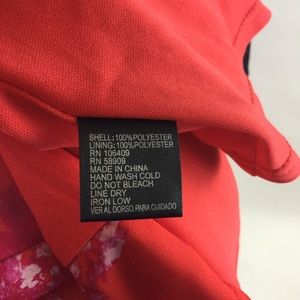 SHELL: 100% POLYESTER
LINING: 100% POLYESTER
RN 106409
RN 58909
MADE IN CHINA
HAND WASH COLD
DO NOT BLEACH
LINE DRY
IRON LOW
VER AL DORSO PARA CUIDADO